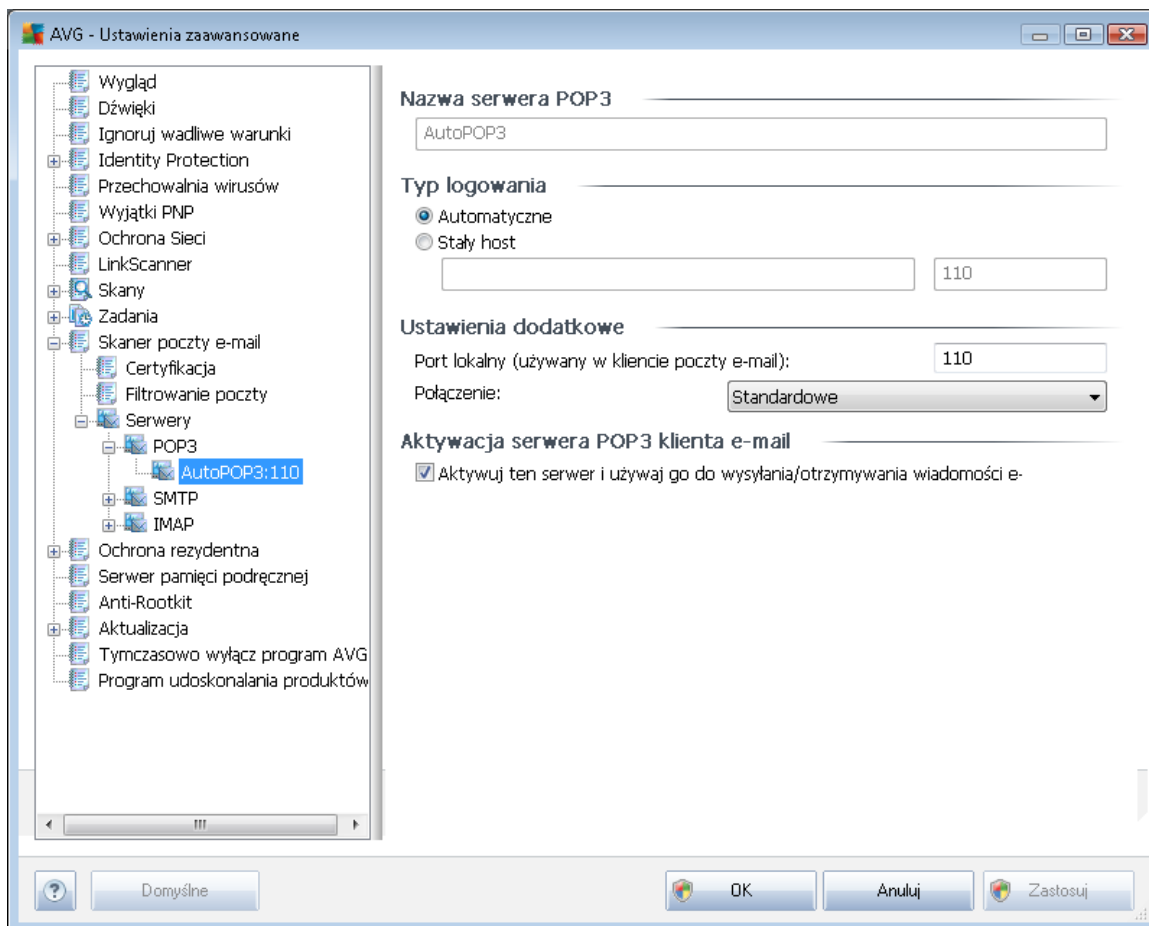 AVG - Ustawienia zaawansowane
Wygląd
Dźwięki
Ignoruj wadliwe warunki
Identity Protection
Przechowalnia wirusów
Wyjątki PNP
Ochrona Sieci
LinkScanner
Skany
Zadania
Skaner poczty e-mail
Certyfikacja
Filtrowanie poczty
Serwery
POP3
AutoPOP3:110
SMTP
IMAP
Ochrona rezydentna
Serwer pamięci podręcznej
Anti-Rootkit
Aktualizacja
Tymczasowo wyłącz program AVG
Program udoskonalania produktów
Nazwa serwera POP3
AutoPOP3
Typ logowania
Automatyczne
Stały host
110
Ustawienia dodatkowe
Port lokalny (używany w kliencie poczty e-mail): 110
Połączenie: Standardowe
Aktywacja serwera POP3 klienta e-mail
Aktywuj ten serwer i używaj go do wysyłania/otrzymywania wiadomości e-
? Domyślne OK Anuluj Zastosuj